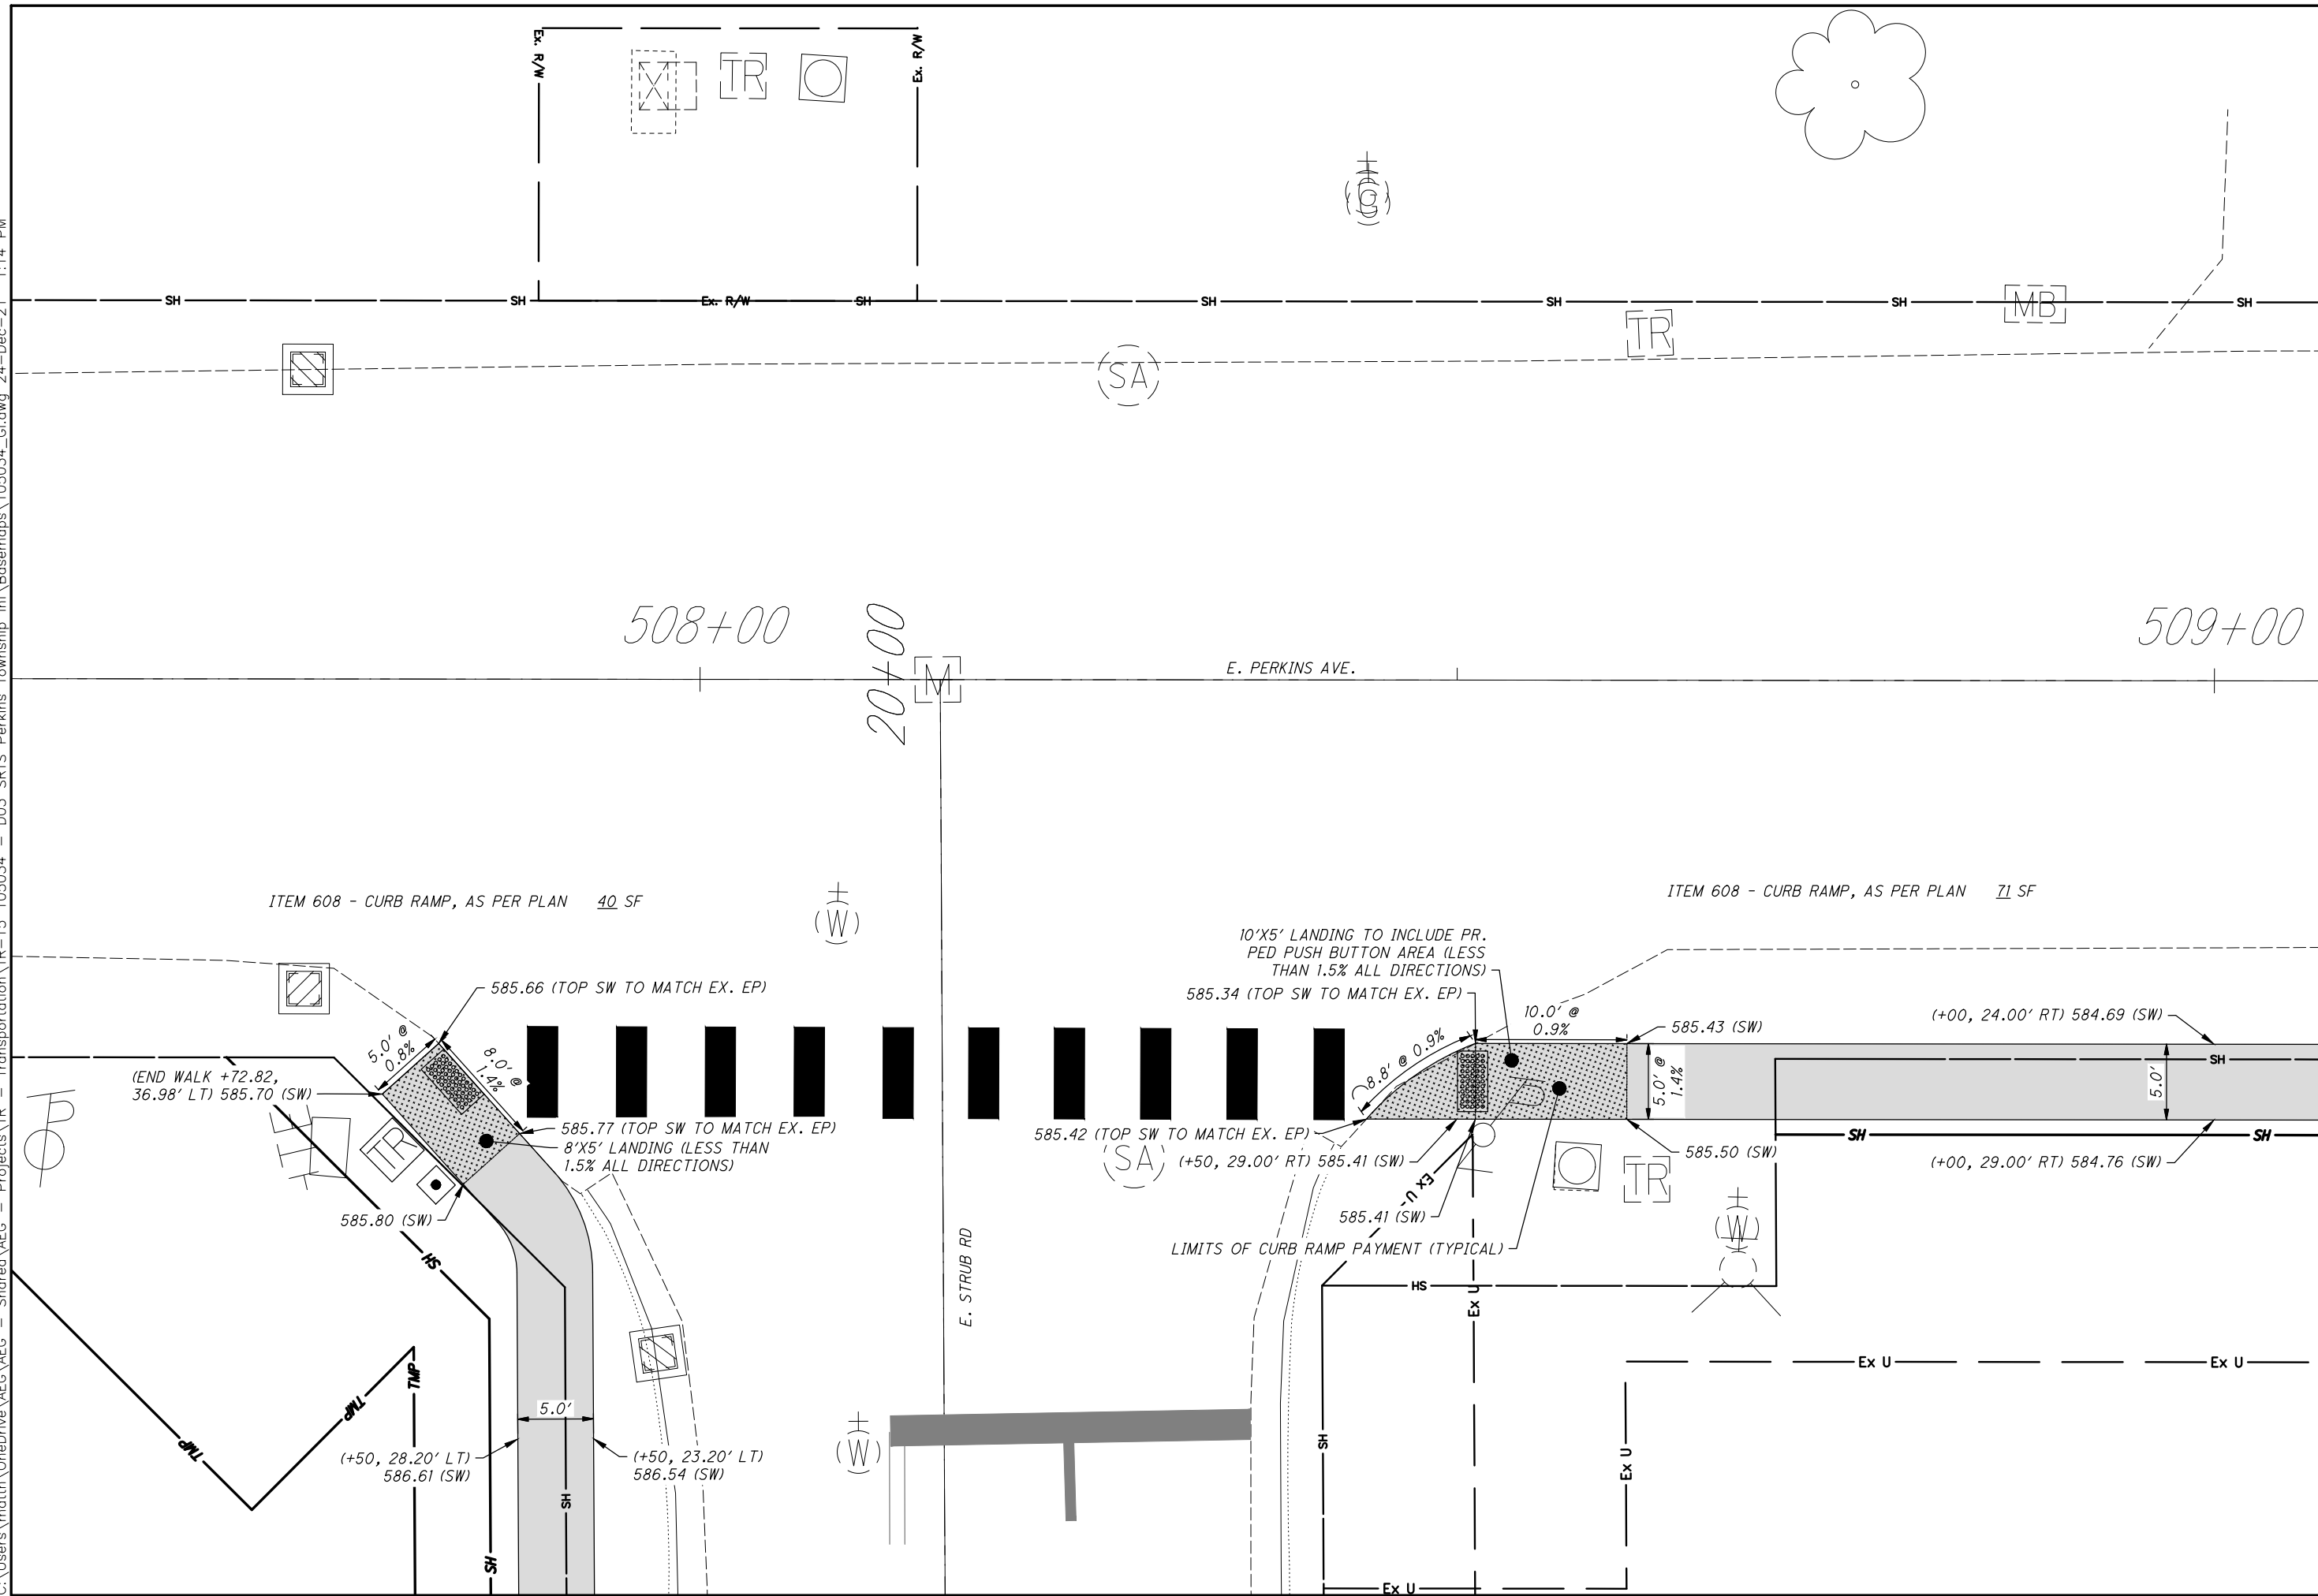 Ex. R/W
Ex. R/W
TR
SH
SH
Ex. R/W
SH
SH
SH
SH
SH
TR
MB
SA
508+00
20+00
M
E. PERKINS AVE.
509+00
ITEM 608 - CURB RAMP, AS PER PLAN 40 SF
(W)
ITEM 608 - CURB RAMP, AS PER PLAN 71 SF
10'X5' LANDING TO INCLUDE PR.
PED PUSH BUTTON AREA (LESS
THAN 1.5% ALL DIRECTIONS)
585.66 (TOP SW TO MATCH EX. EP)
585.34 (TOP SW TO MATCH EX. EP)
10.0' @
0.9%
(+00, 24.00' RT) 584.69 (SW)
585.43 (SW)
5.0' @
0.8%
8.0' @
1.4%
8.8' @ 0.9%
SH
(END WALK +72.82,
36.98' LT) 585.70 (SW)
5.0' @
1.4%
5.0'
585.77 (TOP SW TO MATCH EX. EP)
8'X5' LANDING (LESS THAN
1.5% ALL DIRECTIONS)
585.42 (TOP SW TO MATCH EX. EP)
SA
(+50, 29.00' RT) 585.41 (SW)
SH
SH
585.50 (SW)
(+00, 29.00' RT) 584.76 (SW)
TR
TR
Ex U
585.80 (SW)
585.41 (SW)
(W)
LIMITS OF CURB RAMP PAYMENT (TYPICAL)
SH
E. STRUB RD
SH
Ex U
TMP
Ex U
Ex U
TMP
5.0'
TMP
SH
(+50, 28.20' LT)
586.61 (SW)
(+50, 23.20' LT)
586.54 (SW)
(W)
Ex U
SH
SH
Ex U